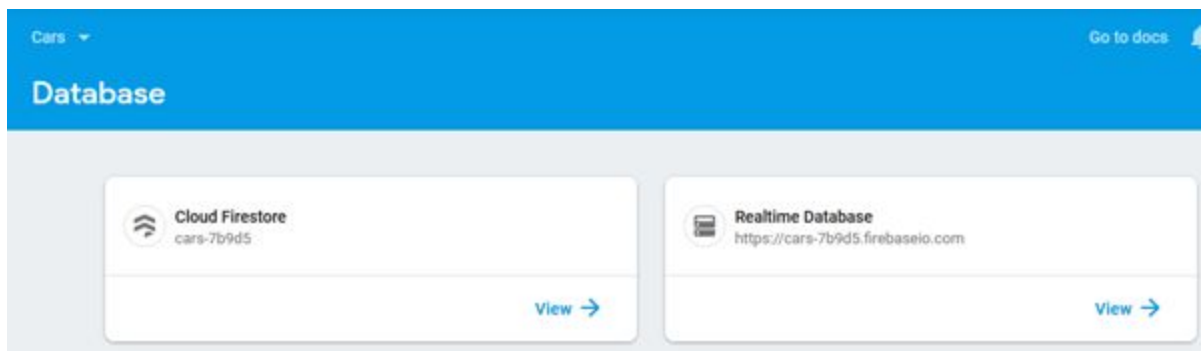 Cars
Go to docs
Database
Cloud Firestore
cars-7b9d5
View
Realtime Database
https://cars-7b9d5.firebaseio.com
View